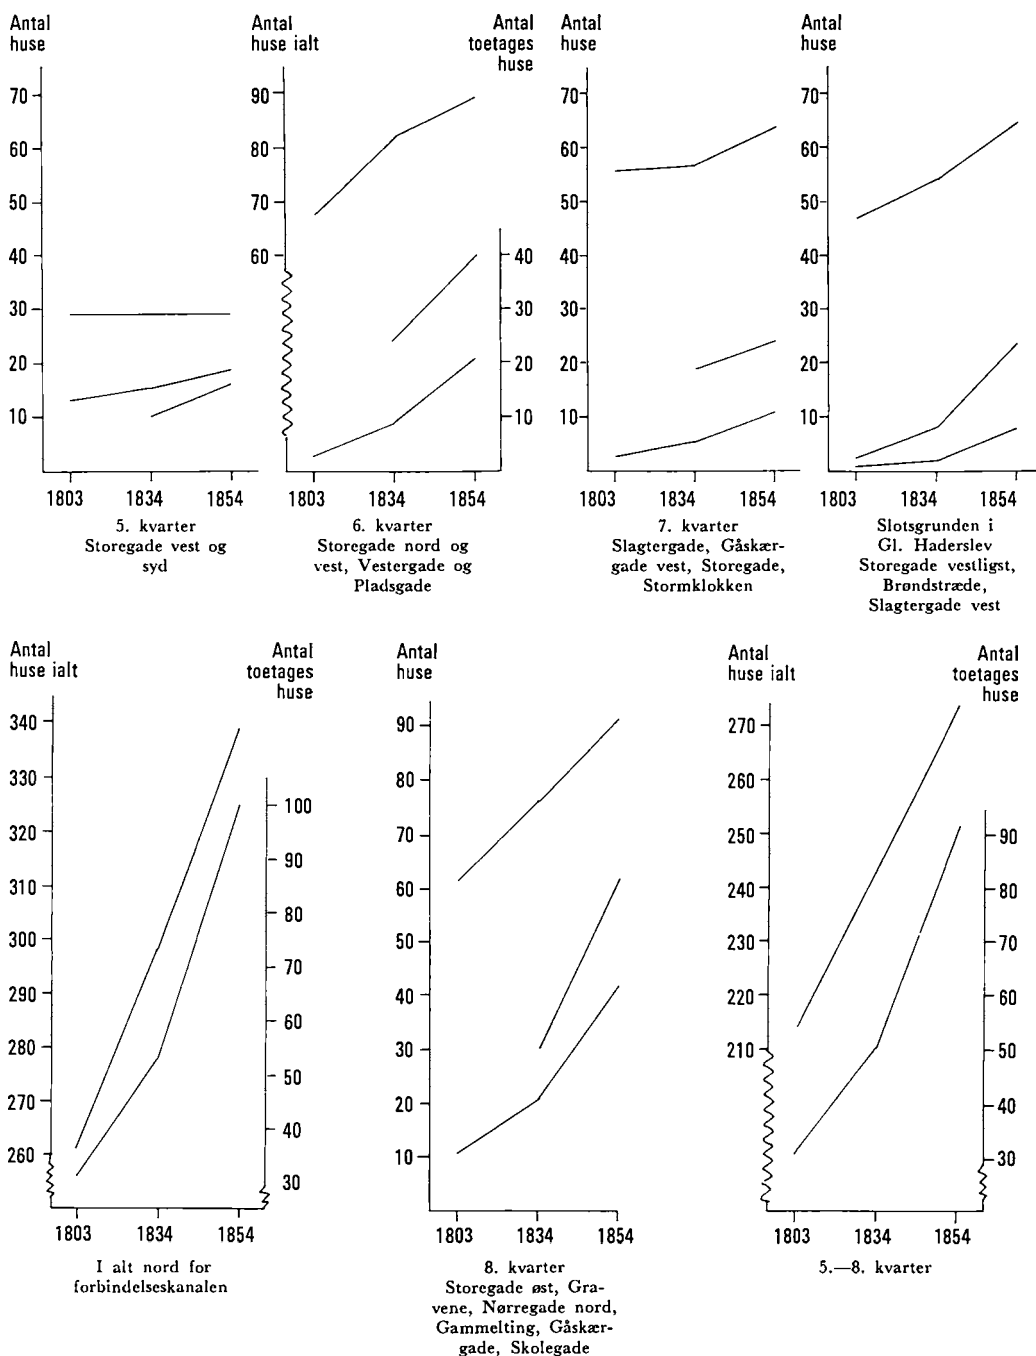 Antal
huse
70
60
50
40
30
20
10
1803 1834 1854
5. kvarter
Storegade vest og
syd
Antal
huse ialt
Antal
toetages
huse
90
80
70
60
40
30
20
10
1803 1834 1854
6. kvarter
Storegade nord og
vest, Vestergade og
Pladsgade
Antal
huse
70
60
50
40
30
20
10
1803 1834 1854
7. kvarter
Slagtergade, Gåskær-
gade vest, Storegade,
Stormklokken
Antal
huse
70
60
50
40
30
20
10
1803 1834 1854
Slotsgrunden i
Gl. Haderslev
Storegade vestligst,
Brøndstræde,
Slagtergade vest
Antal
huse ialt
Antal
toetages
huse
340
330
320
310
300
290
280
270
260
100
90
80
70
60
50
40
30
1803 1834 1854
I alt nord for
forbindelseskanalen
Antal
huse
90
80
70
60
50
40
30
20
10
1803 1834 1854
8. kvarter
Storegade øst, Gra-
vene, Nørregade nord,
Gammelting, Gåskær-
gade, Skolegade
Antal
huse ialt
Antal
toetages
huse
270
260
250
240
230
220
210
90
80
70
60
50
40
30
1803 1834 1854
5.—8. kvarter